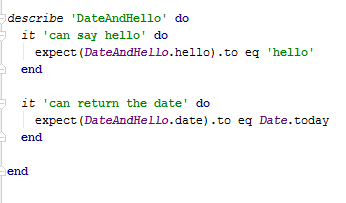 describe 'DateAndHello' do
  it 'can say hello' do
    expect(DateAndHello.hello).to eq 'hello'
  end

  it 'can return the date' do
    expect(DateAndHello.date).to eq Date.today
  end

end